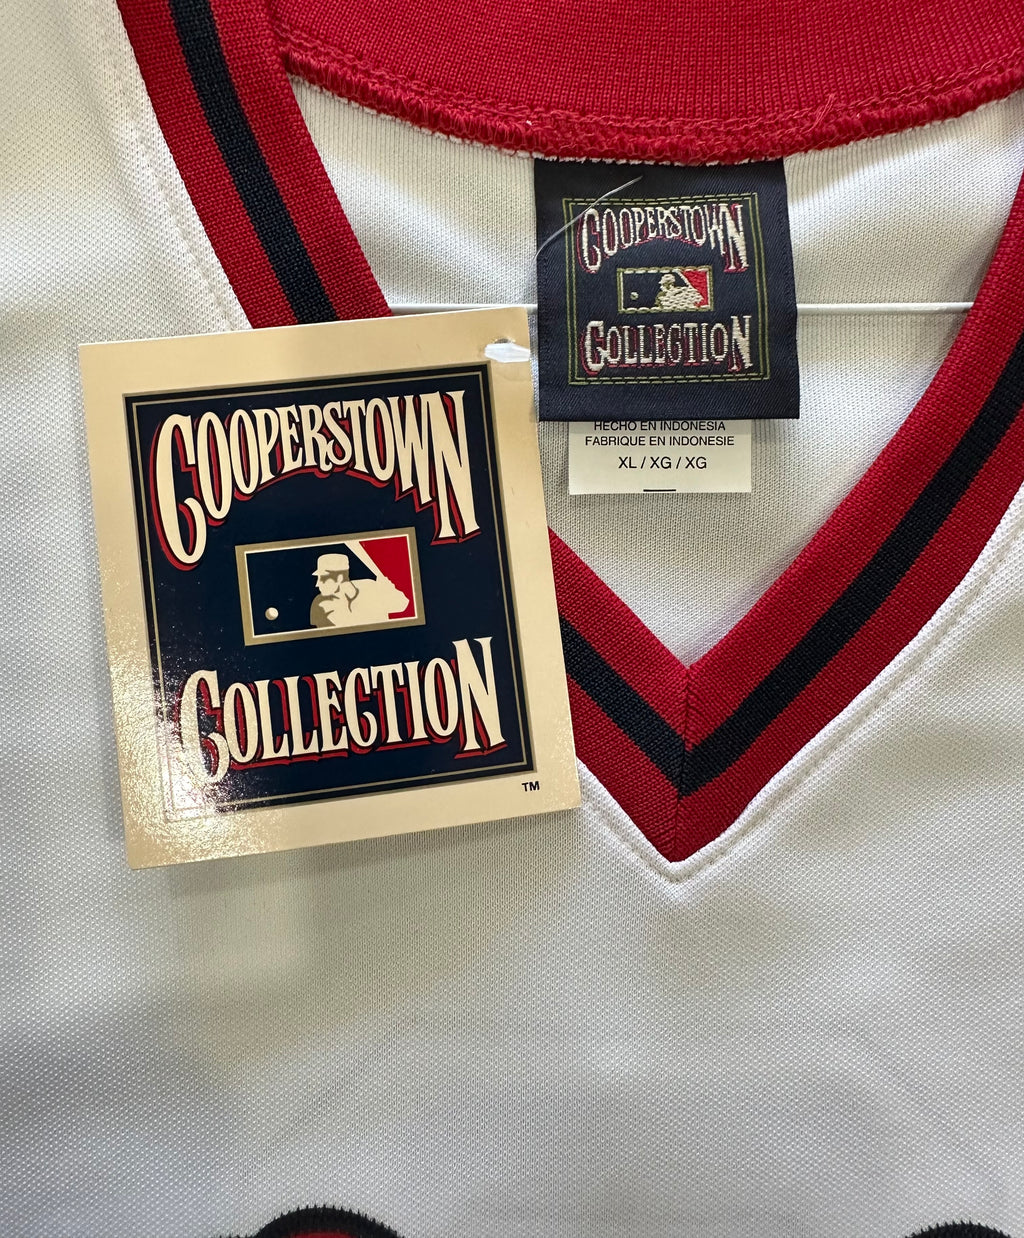 COOPERSTOWN
COLLECTION
HECHO EN INDONESIA
FABRIQUE EN INDONESIE
XL / XG / XG
COOPERSTOWN
COLLECTION
TM